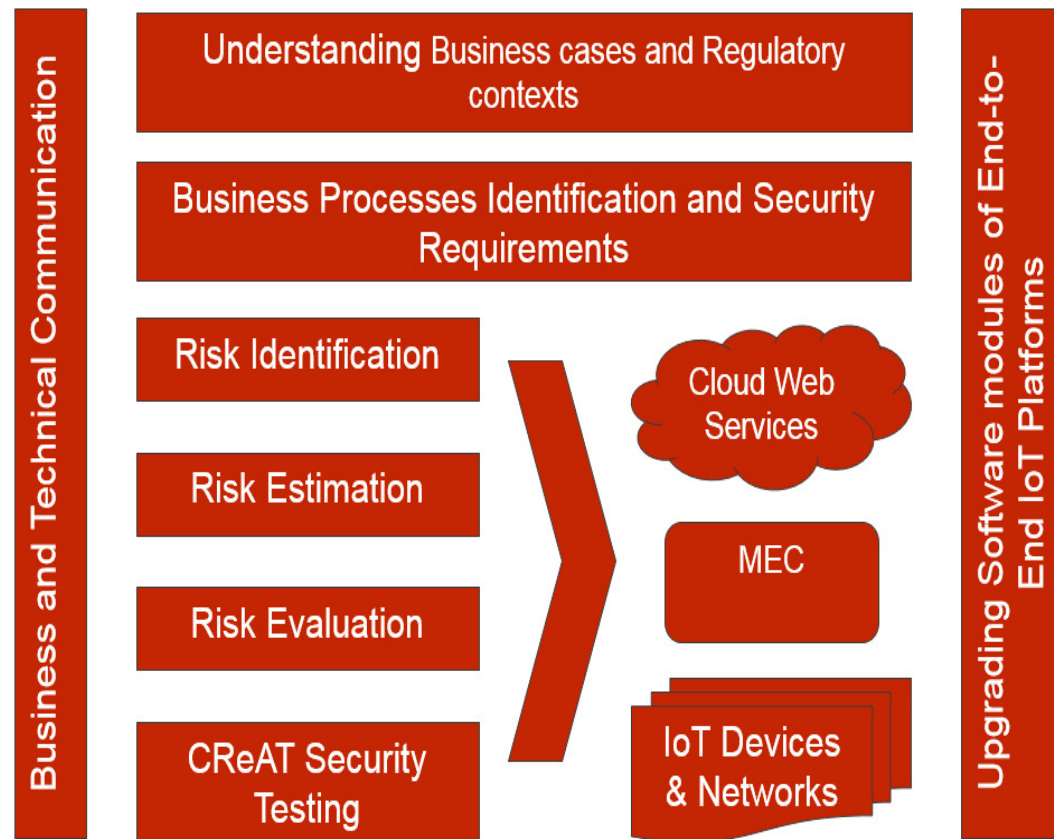 Business and Technical Communication
Understanding Business cases and Regulatory
contexts
Business Processes Identification and Security
Requirements
Risk Identification
Risk Estimation
Risk Evaluation
CReAT Security
Testing
Cloud Web
Services
MEC
IoT Devices
& Networks
Upgrading Software modules of End-to-
End IoT Platforms